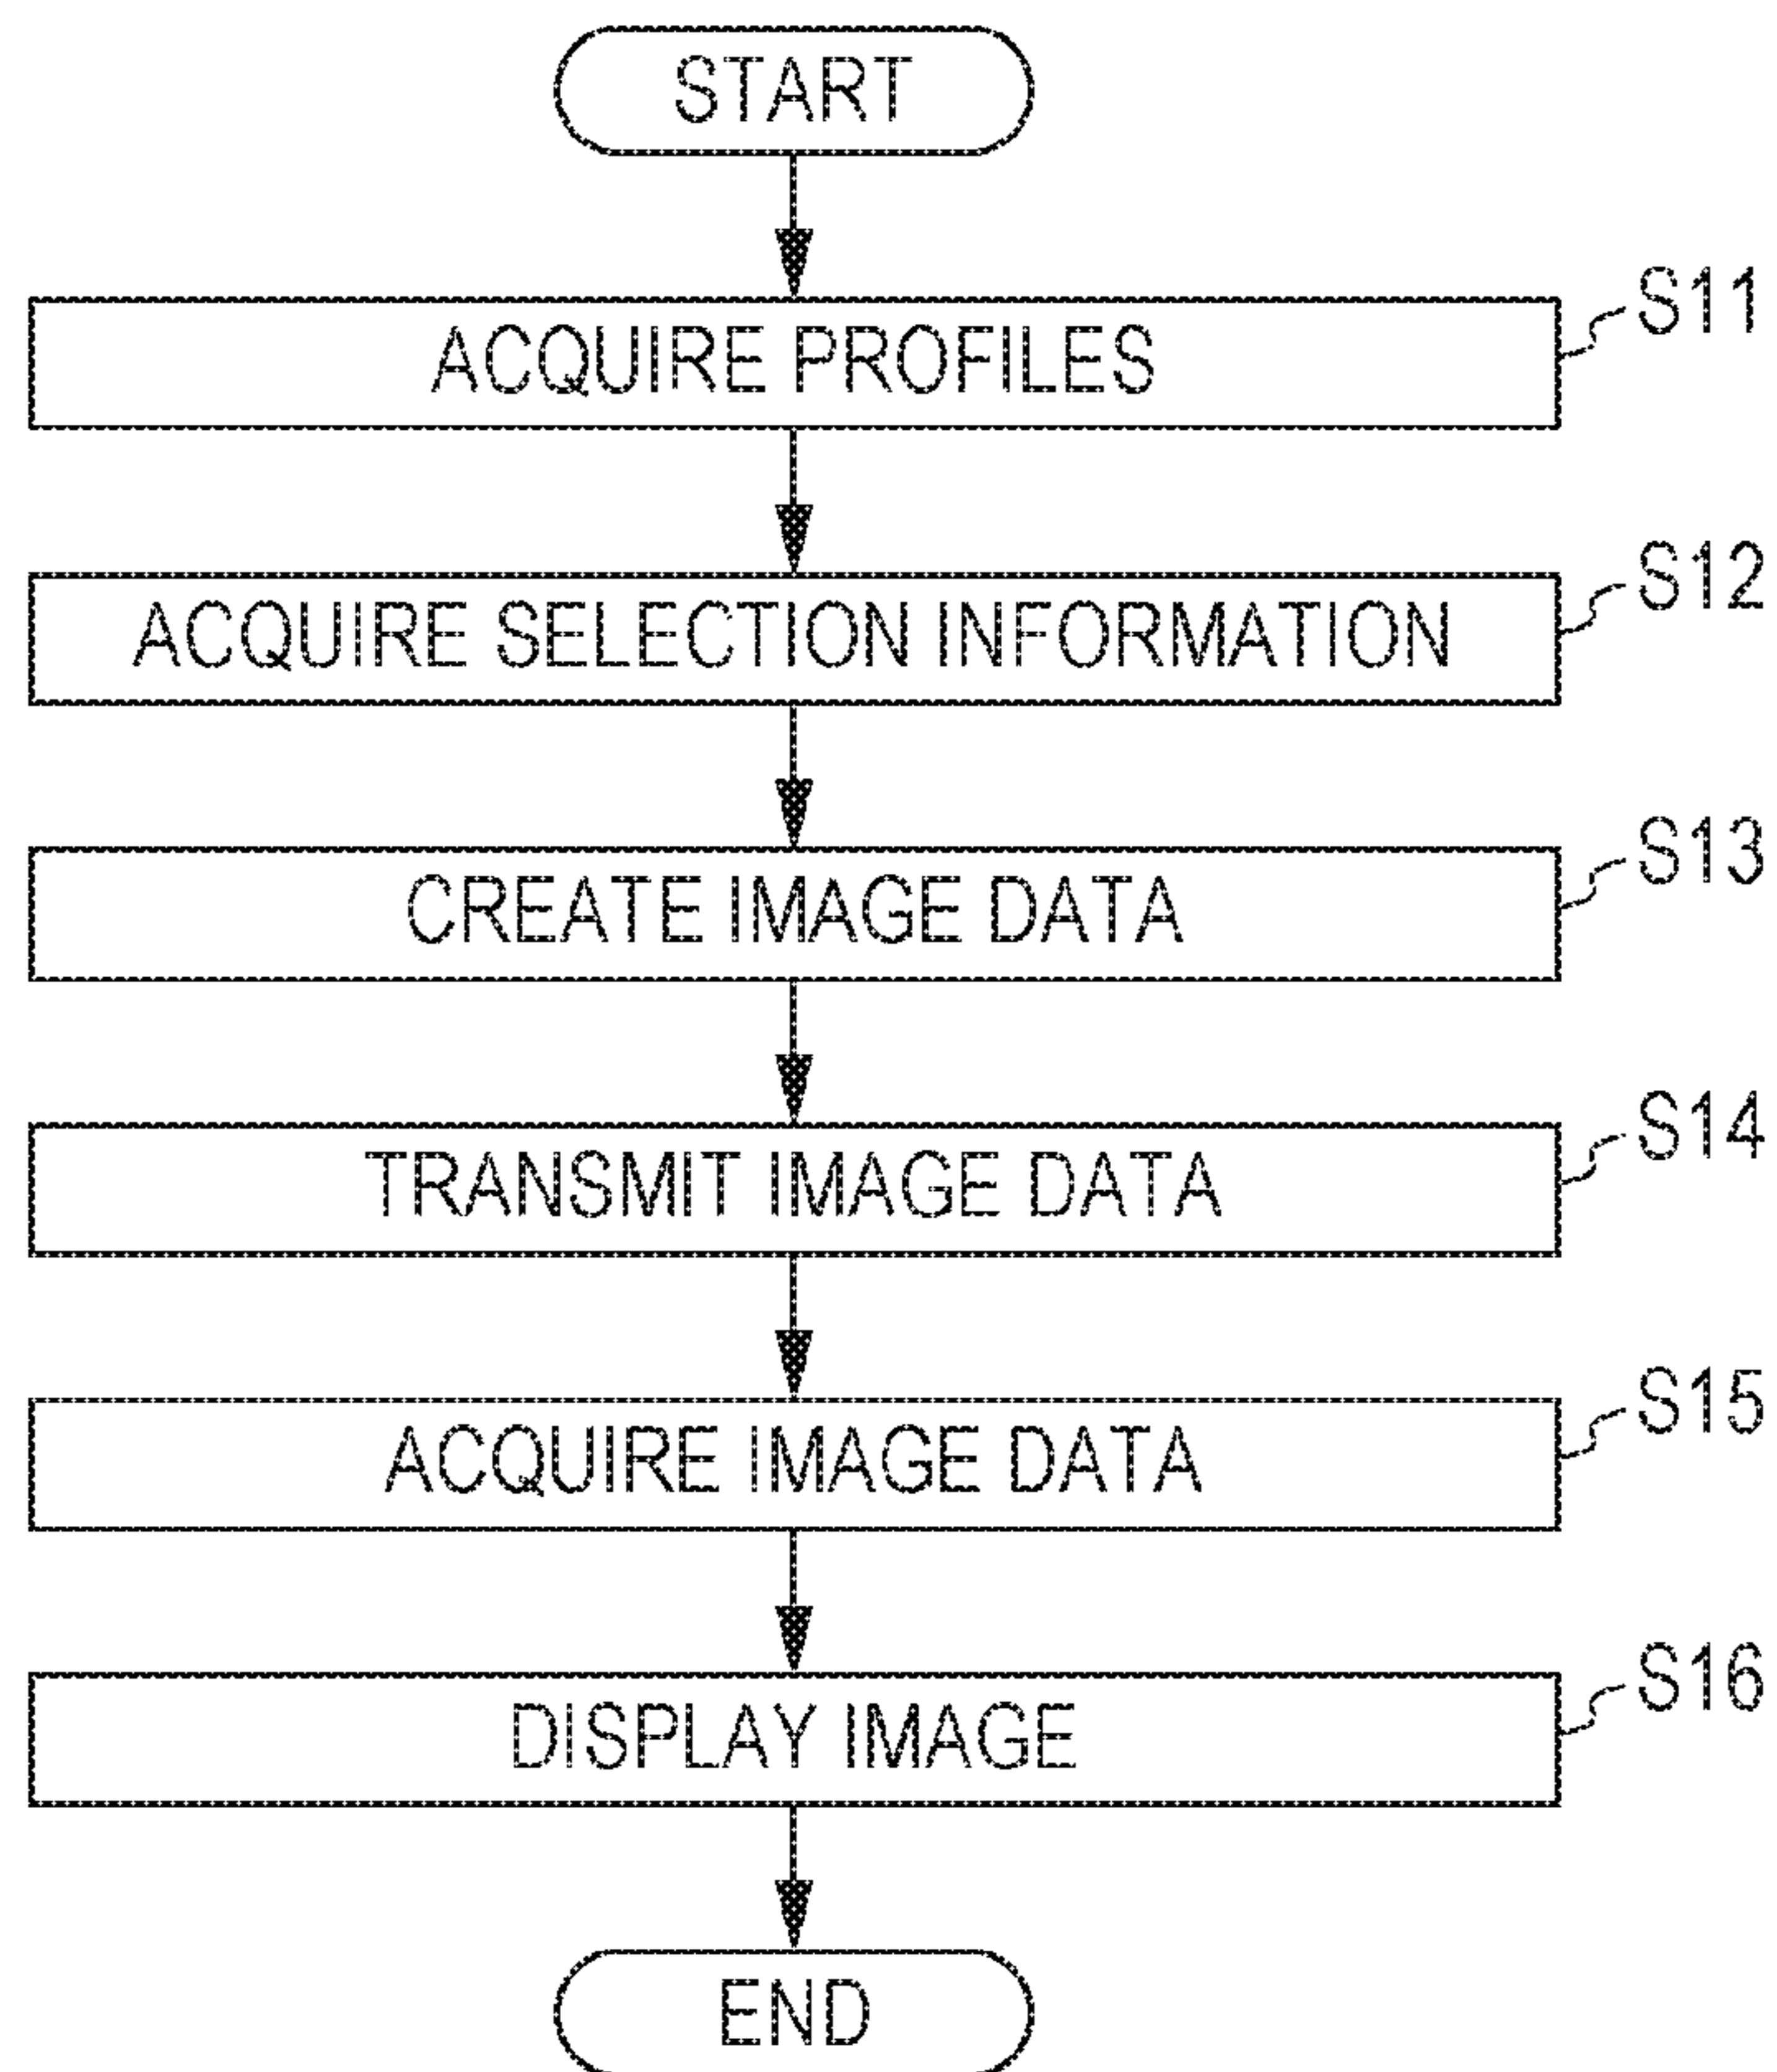 START
ACQUIRE PROFILES
S11
ACQUIRE SELECTION INFORMATION
S12
CREATE IMAGE DATA
S13
TRANSMIT IMAGE DATA
S14
ACQUIRE IMAGE DATA
S15
DISPLAY IMAGE
S16
END